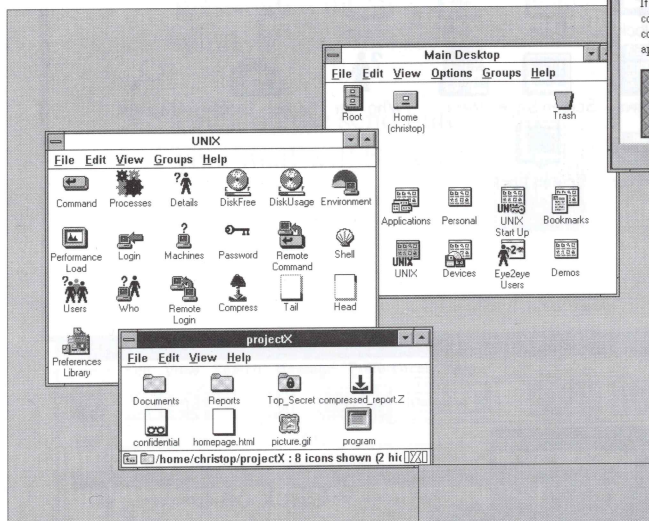 It
co
co
ap
Main Desktop
File Edit View Options Groups Help
Root Home Trash
(christop)
Applications Personal UNIX Bookmarks
Start Up
UNIX Devices Eye2eye Demos
Users
UNIX
File Edit View Groups Help
Command Processes Details DiskFree DiskUsage Environment
Performance Login Machines Password Remote Shell
Load Command
Users Who Remote Compress Tail Head
Login
Preferences
Library
projectX
File Edit View Help
Documents Reports Top_Secret compressed_report.Z
confidential homepage.html picture.gif program
/home/christop/projectX : 8 icons shown (2 hid